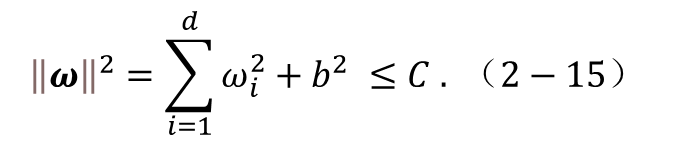 ‖ω‖² = ∑_{i=1}^{d} ω_i² + b² ≤ C . （2 − 15）